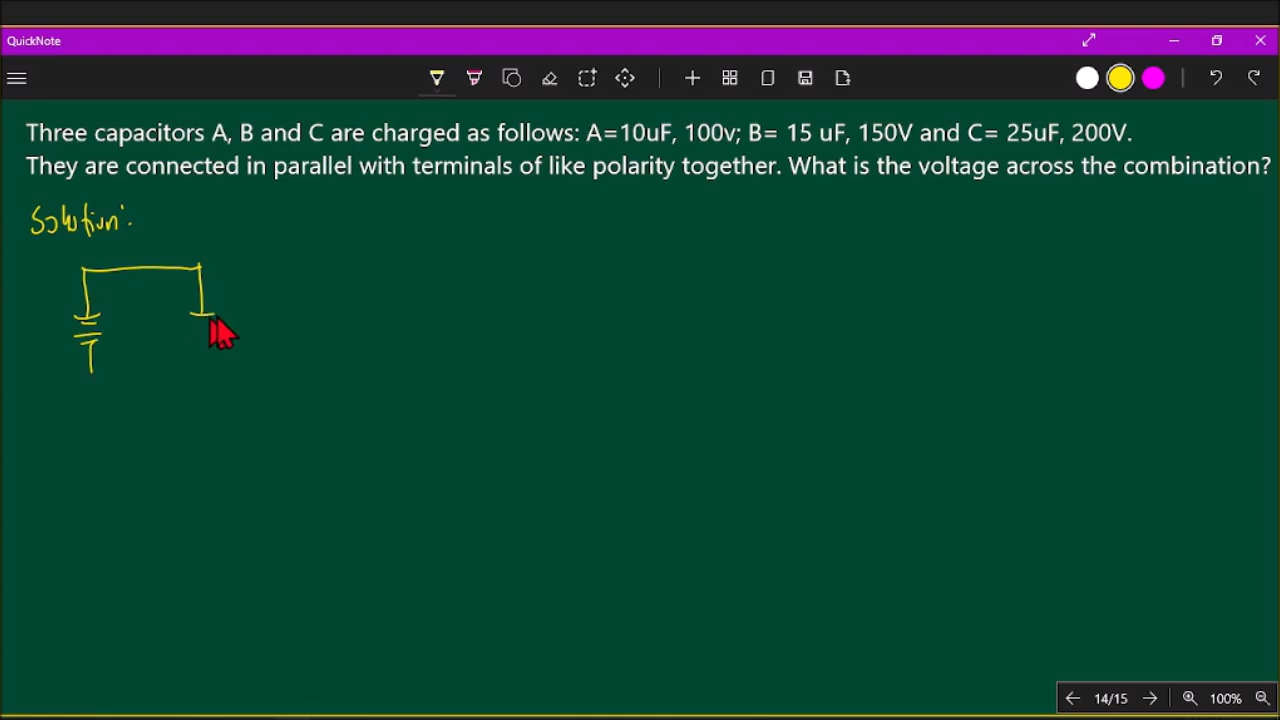 QuickNote
Three capacitors A, B and C are charged as follows: A=10uF, 100v; B= 15 uF, 150V and C= 25uF, 200V.
They are connected in parallel with terminals of like polarity together. What is the voltage across the combination?
Solution:
14/15
100%